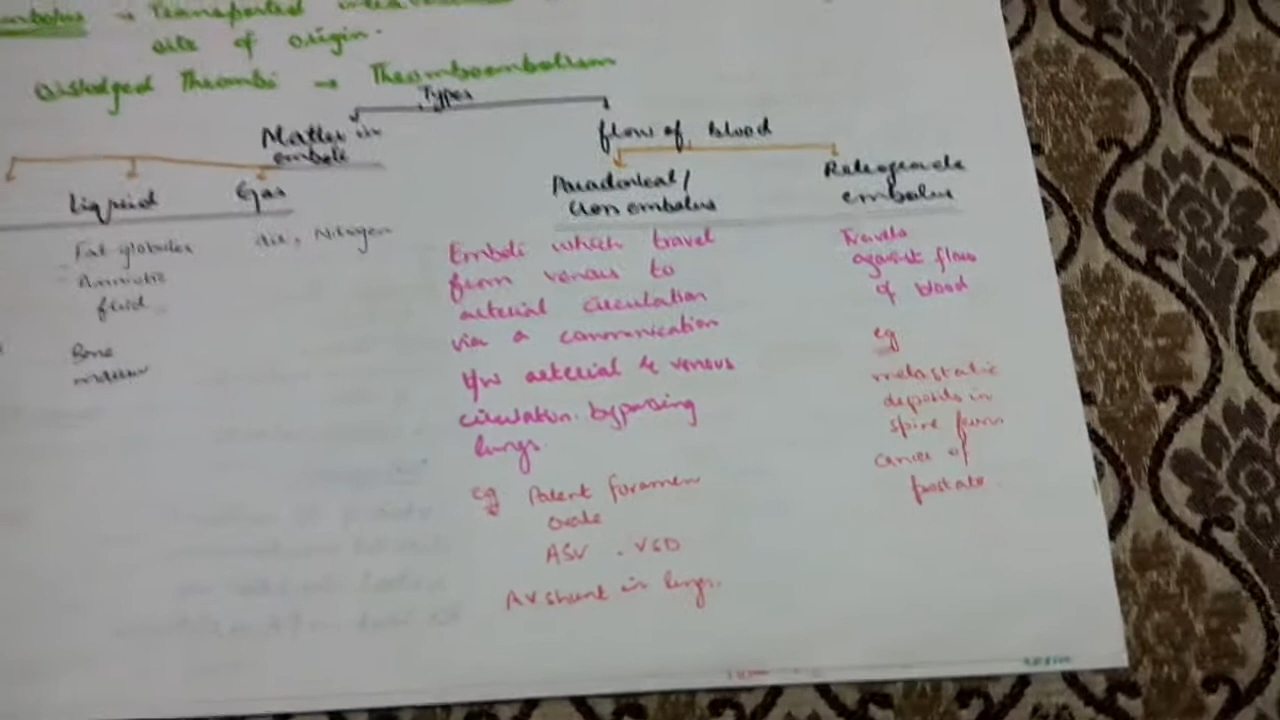 Transported
site of origin.
Dislodged Thrombi → Thromboembolism
Types
Matter in
emboli
flow of blood
Liquid
Gas
Paradoxical /
embolus
Retrograde
embolus
Fat globules
- Amniotic
fluid
Bone
marrow
Air, Nitrogen
Emboli which travel
from venous to
arterial circulation
via a communication
b/w arterial & venous
circulation bypassing
lungs.
eg Patent foramen
ovale
ASV . VSD
AV shunt in lungs.
Travels
against flow
of blood
eg
metastatic
deposits in
spine from
cancer of
postate.